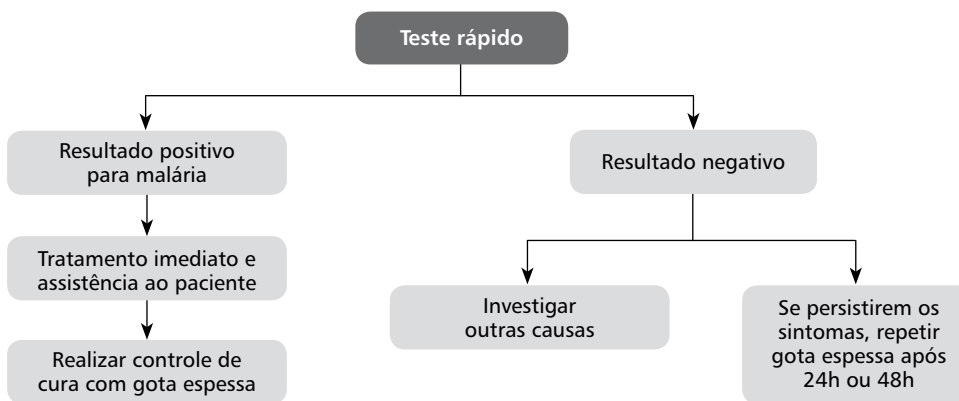 Teste rápido
Resultado positivo
para malária
Resultado negativo
Tratamento imediato e
assistência ao paciente
Investigar
outras causas
Se persistirem os
sintomas, repetir
gota espessa após
24h ou 48h
Realizar controle de
cura com gota espessa